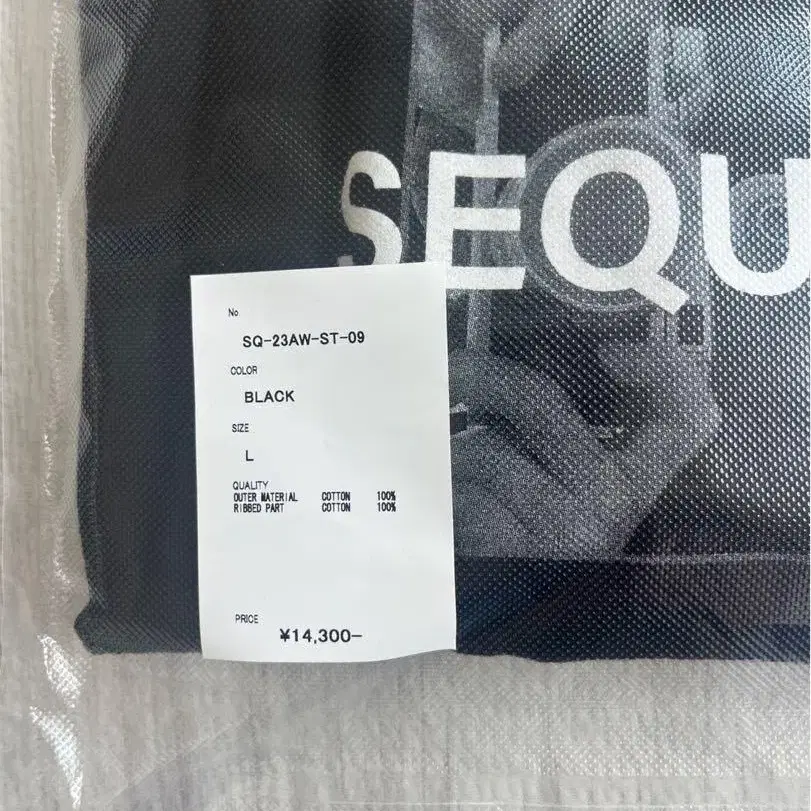 SEQU
No.
SQ-23AW-ST-09
COLOR
BLACK
SIZE
L
QUALITY
OUTER MATERIAL COTTON 100%
RIBBED PART COTTON 100%
PRICE
¥14,300-